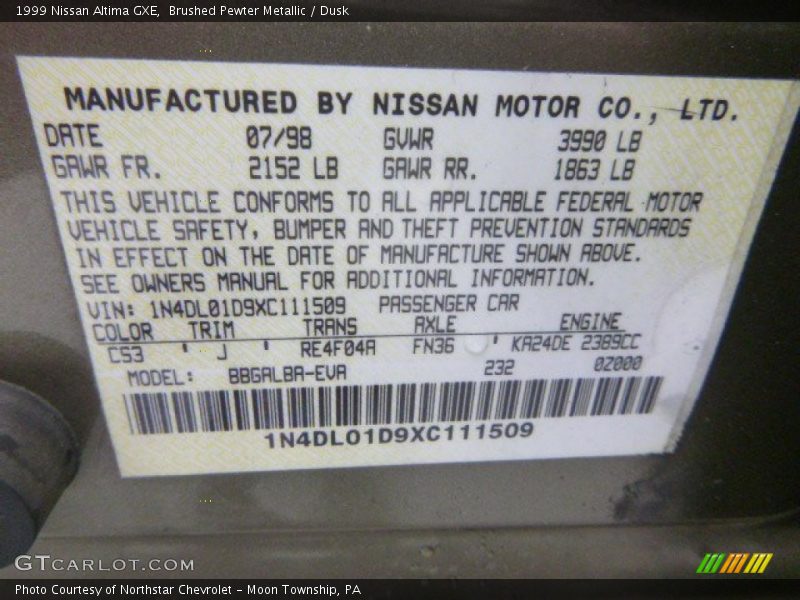 1999 Nissan Altima GXE,  Brushed Pewter Metallic / Dusk
MANUFACTURED BY NISSAN MOTOR CO., LTD.
DATE 07/98 GVWR 3990 LB
GAWR FR. 2152 LB GAWR RR. 1863 LB
THIS VEHICLE CONFORMS TO ALL APPLICABLE FEDERAL MOTOR
VEHICLE SAFETY, BUMPER AND THEFT PREVENTION STANDARDS
IN EFFECT ON THE DATE OF MANUFACTURE SHOWN ABOVE.
SEE OWNERS MANUAL FOR ADDITIONAL INFORMATION.
VIN: 1N4DL01D9XC111509 PASSENGER CAR
COLOR TRIM TRANS AXLE ENGINE
CS3 ' J ' RE4F04A FN36 ' KA24DE 2389CC
MODEL: BBGALBA-EVA 232 0Z000
1N4DL01D9XC111509
GTCARLOT.COM
Photo Courtesy of Northstar Chevrolet - Moon Township, PA